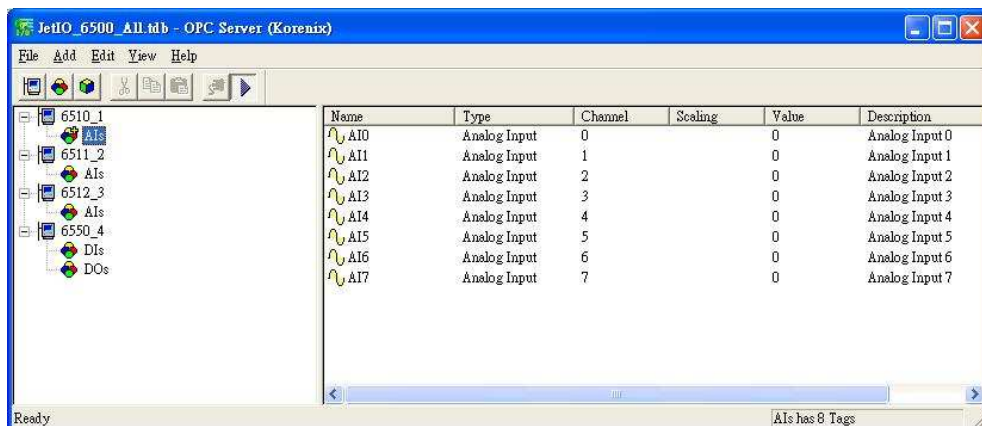 JetIO_6500_All.tdb - OPC Server (Korenix)
File Add Edit View Help
6510_1
AIs
6511_2
AIs
6512_3
AIs
6550_4
DIs
DOs
Name Type Channel Scaling Value Description
AI0 Analog Input 0 0 Analog Input 0
AI1 Analog Input 1 0 Analog Input 1
AI2 Analog Input 2 0 Analog Input 2
AI3 Analog Input 3 0 Analog Input 3
AI4 Analog Input 4 0 Analog Input 4
AI5 Analog Input 5 0 Analog Input 5
AI6 Analog Input 6 0 Analog Input 6
AI7 Analog Input 7 0 Analog Input 7
Ready AIs has 8 Tags